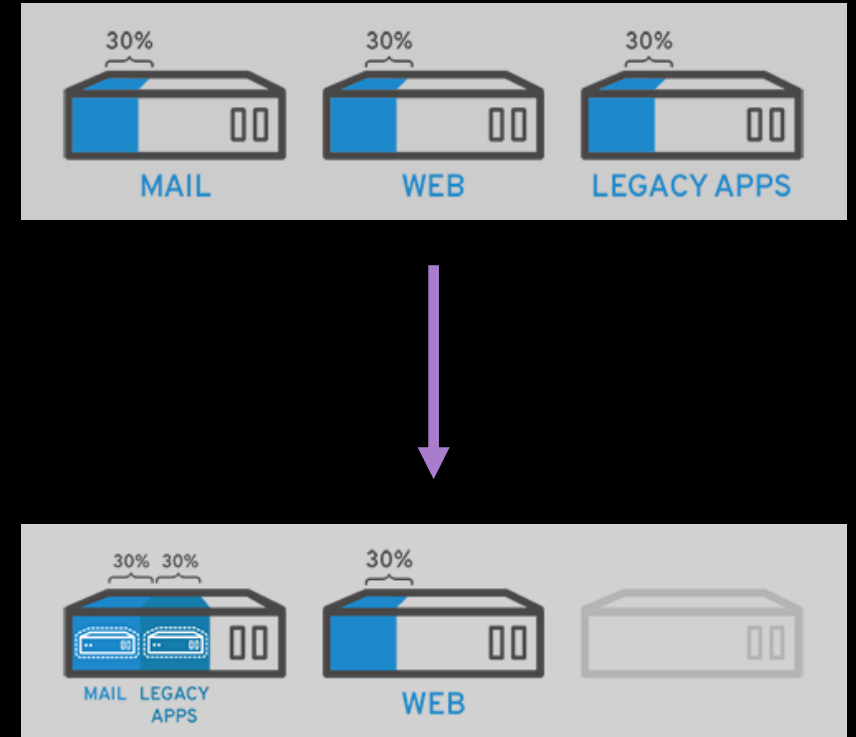 30% 30% 30%
MAIL WEB LEGACY APPS
30% 30% 30%
MAIL LEGACY
APPS
WEB